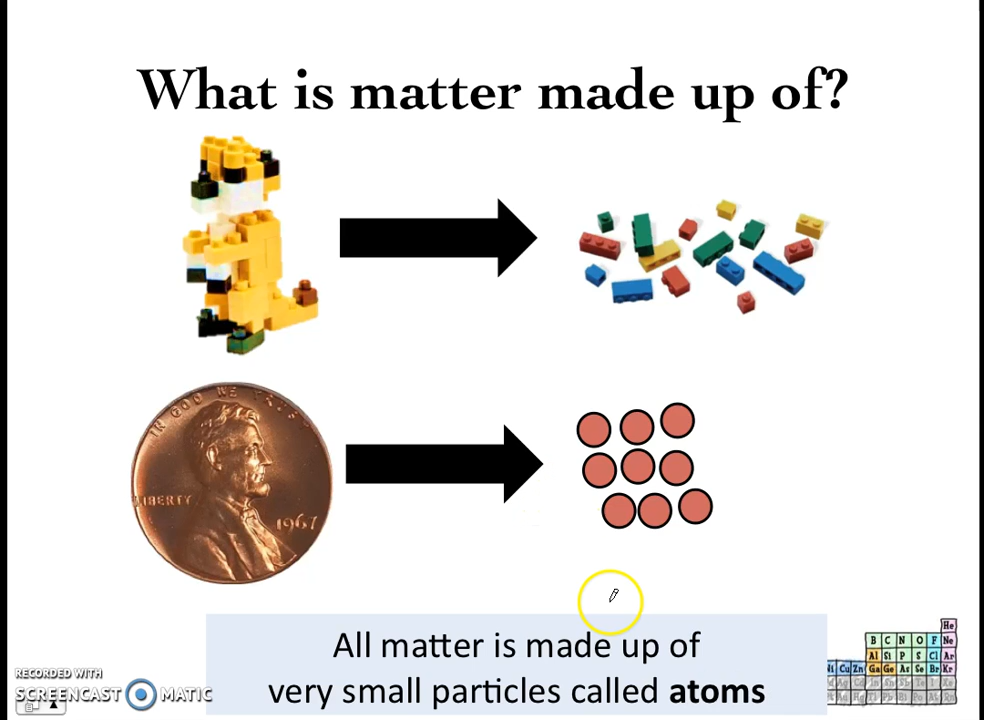 What is matter made up of?
IN GOD WE TRUST
LIBERTY
1967
All matter is made up of
very small particles called atoms
RECORDED WITH
SCREENCAST MATIC
He
B C N O F Ne
Al Si P S Cl Ar
Ni Cu Zn Ga Ge As Se Br Kr